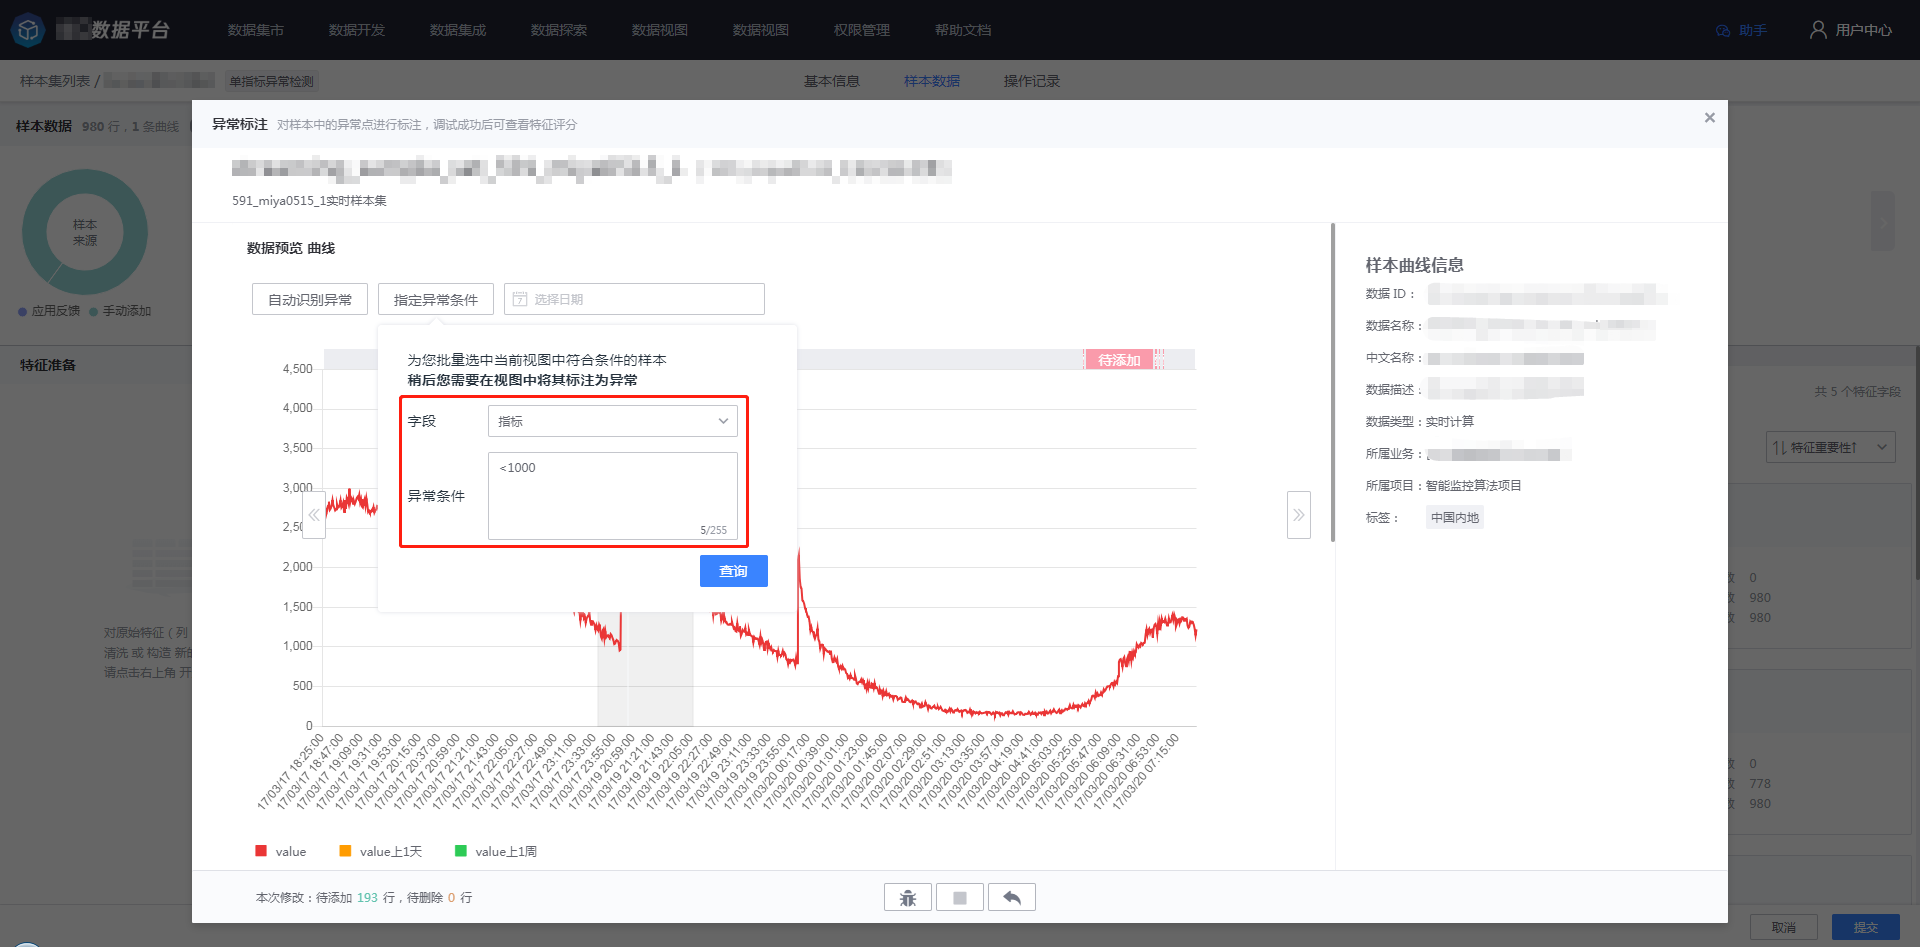 数据平台
数据集市 数据开发 数据集成 数据探索 数据视图 数据视图 权限管理 帮助文档
助手 用户中心
样本集列表 / 单指标异常检测
基本信息 样本数据 操作记录
样本数据 980 行，1 条曲线
样本
来源
应用反馈 手动添加
特征准备
对原始特征（列
清洗 或 构造 新的
请点击右上角 开
异常标注 对样本中的异常点进行标注，调试成功后可查看特征评分
591_miya0515_1实时样本集
数据预览 曲线
自动识别异常 指定异常条件 选择日期
为您批量选中当前视图中符合条件的样本
稍后您需要在视图中将其标注为异常
字段 指标
异常条件 <1000
5/255
查询
待添加
4,500
4,000
3,500
3,000
2,50
2,000
1,500
1,000
500
0
17/03/17 18:25:00
17/03/17 18:47:00
17/03/17 19:09:00
17/03/17 19:31:00
17/03/17 19:53:00
17/03/17 20:15:00
17/03/17 20:37:00
17/03/17 20:59:00
17/03/17 21:21:00
17/03/17 21:43:00
17/03/17 22:05:00
17/03/17 22:27:00
17/03/17 22:49:00
17/03/17 23:11:00
17/03/17 23:33:00
17/03/17 23:55:00
17/03/19 20:59:00
17/03/19 21:21:00
17/03/19 21:43:00
17/03/19 22:05:00
17/03/19 22:27:00
17/03/19 22:49:00
17/03/19 23:11:00
17/03/19 23:33:00
17/03/19 23:55:00
17/03/20 00:17:00
17/03/20 00:39:00
17/03/20 01:01:00
17/03/20 01:23:00
17/03/20 01:45:00
17/03/20 02:07:00
17/03/20 02:29:00
17/03/20 02:51:00
17/03/20 03:13:00
17/03/20 03:35:00
17/03/20 03:57:00
17/03/20 04:19:00
17/03/20 04:41:00
17/03/20 05:03:00
17/03/20 05:25:00
17/03/20 05:47:00
17/03/20 06:09:00
17/03/20 06:31:00
17/03/20 06:53:00
17/03/20 07:15:00
value value上1天 value上1周
本次修改：待添加 193 行，待删除 0 行
样本曲线信息
数据 ID：
数据名称：
中文名称：
数据描述：
数据类型：实时计算
所属业务：
所属项目：智能监控算法项目
标签： 中国内地
共 5 个特征字段
特征重要性↑
数 0
数 980
数 980
数 0
数 778
数 980
取消 提交